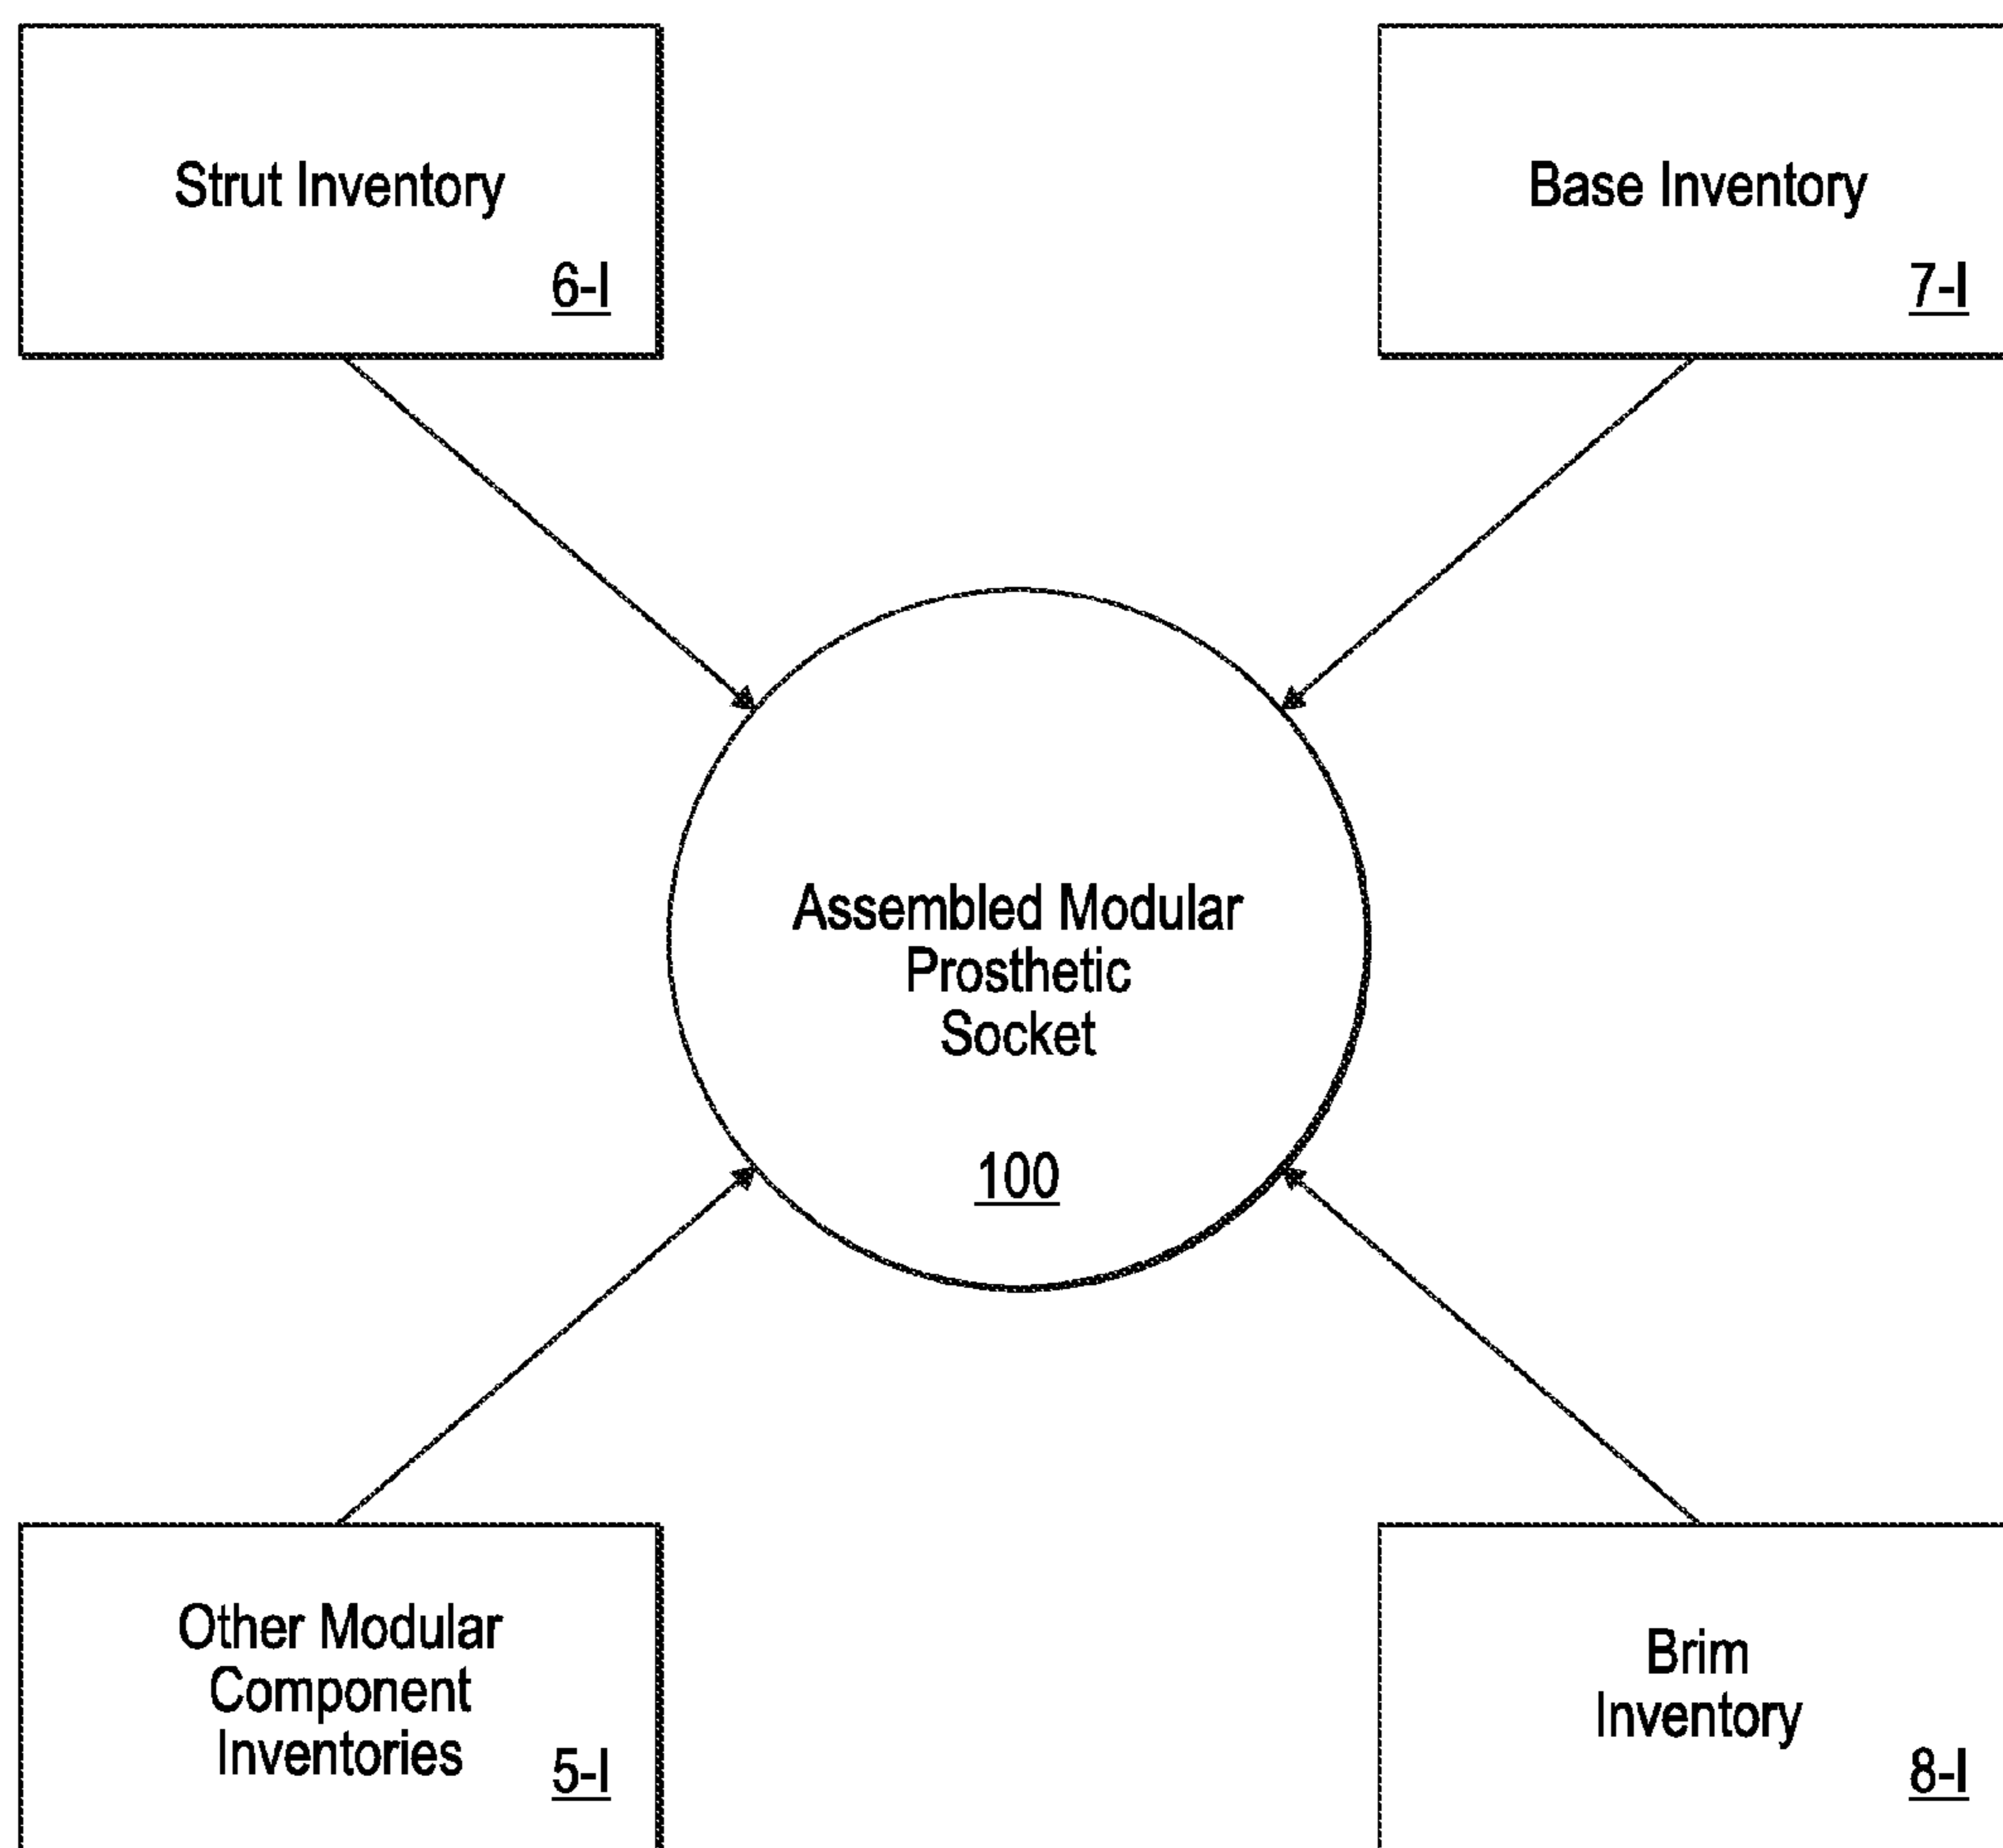 Strut Inventory
6-I
Base Inventory
7-I
Assembled Modular
Prosthetic
Socket
100
Other Modular
Component
Inventories
5-I
Brim
Inventory
8-I